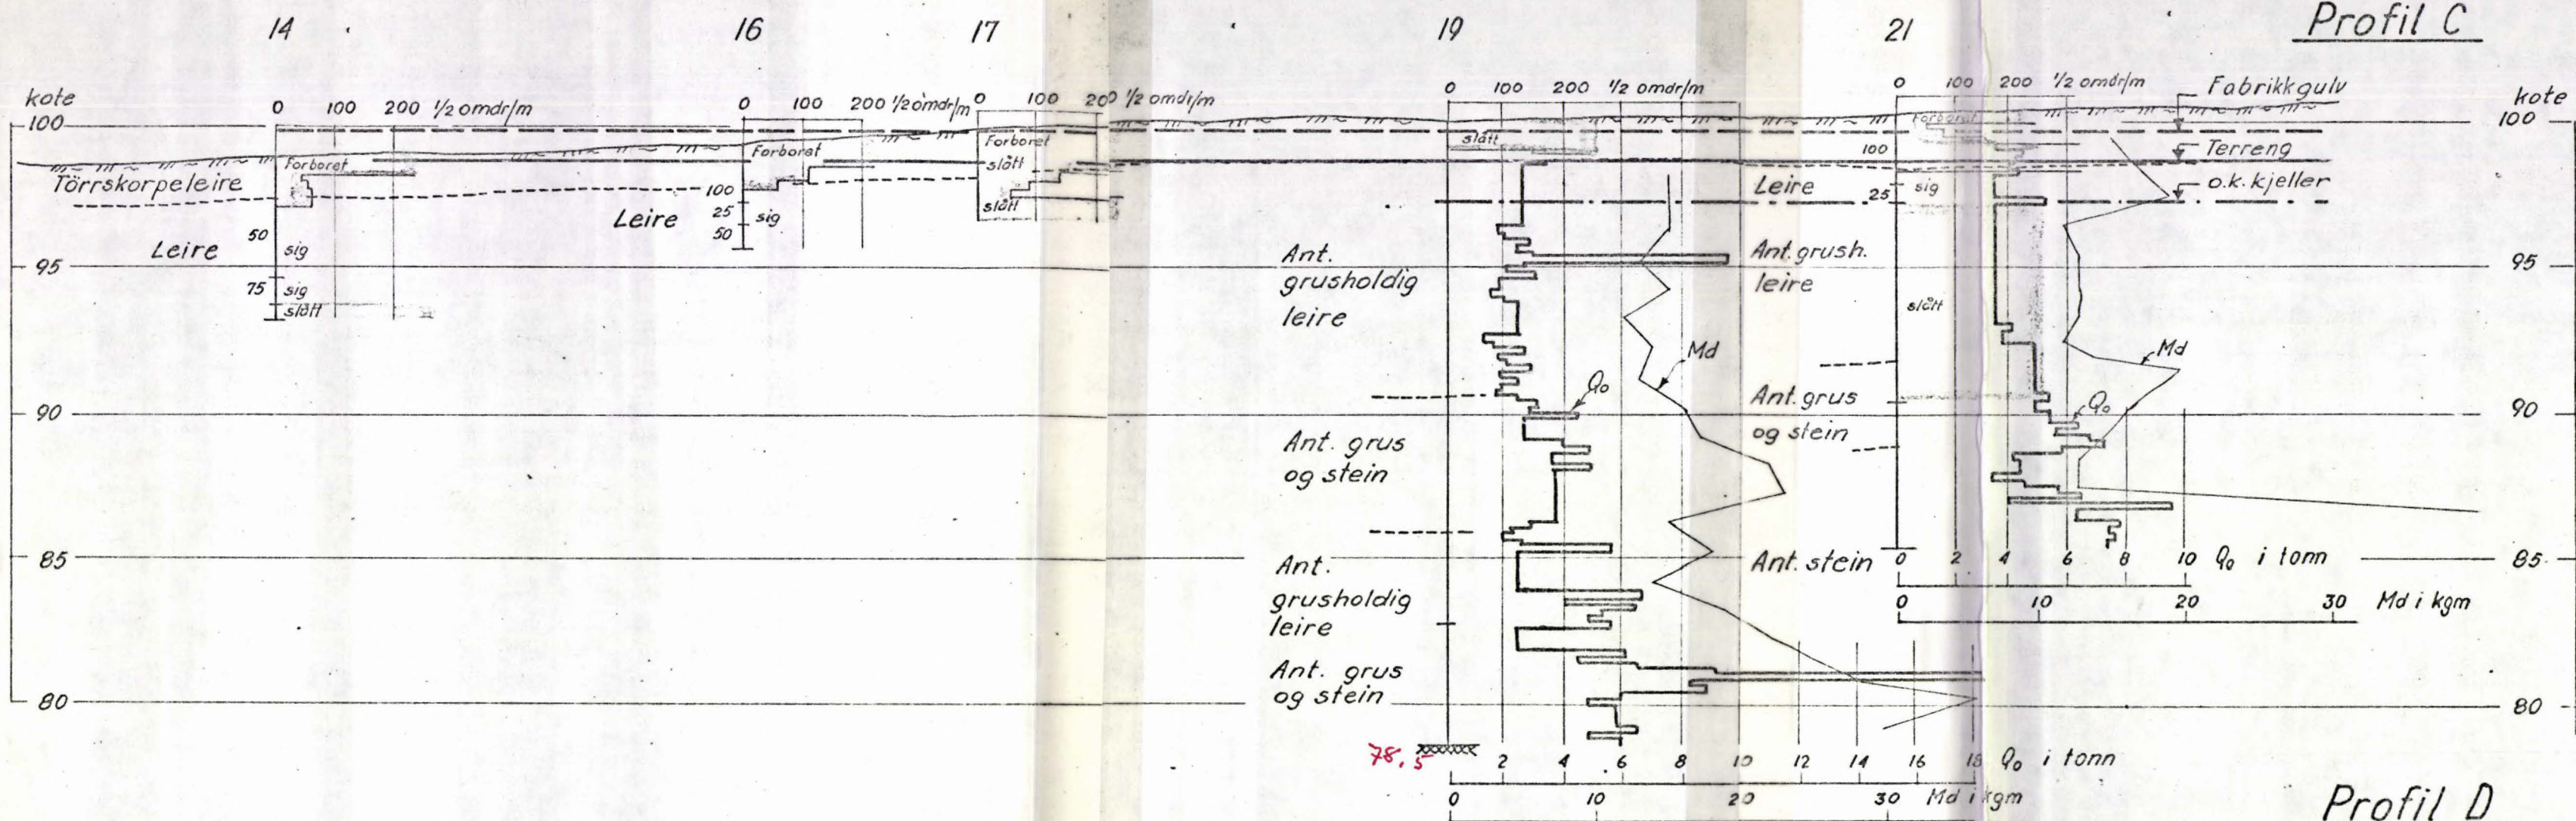 Profil C
14
16
17
19
21
kote
100
95
90
85
80
0 100 200 1/2 omdr/m
Forboret
Törrskorpeleire
Leire
50
sig
75
sig
slått
0 100 200 1/2 omdr/m
Forboret
100
25
50
sig
Leire
0 100 200 1/2 omdr/m
Forboret
slått
slått
0 100 200 1/2 omdr/m
slått
Ant.
grusholdig
leire
Md
Q₀
Ant. grus
og stein
Ant.
grusholdig
leire
Ant. grus
og stein
78,5
2 4 6 8 10 12 14 16 18 Q₀ i tonn
0 10 20 30 Md i kgm
0 100 200 1/2 omdr/m
Forboret
100
Leire
25
sig
Ant. grush.
leire
slått
Md
Ant. grus
og stein
Q₀
Ant. stein
0 2 4 6 8 10 Q₀ i tonn
0 10 20 30 Md i kgm
Fabrikkgulv
Terreng
o.k. kjeller
kote
100
95
90
85
80
Profil D